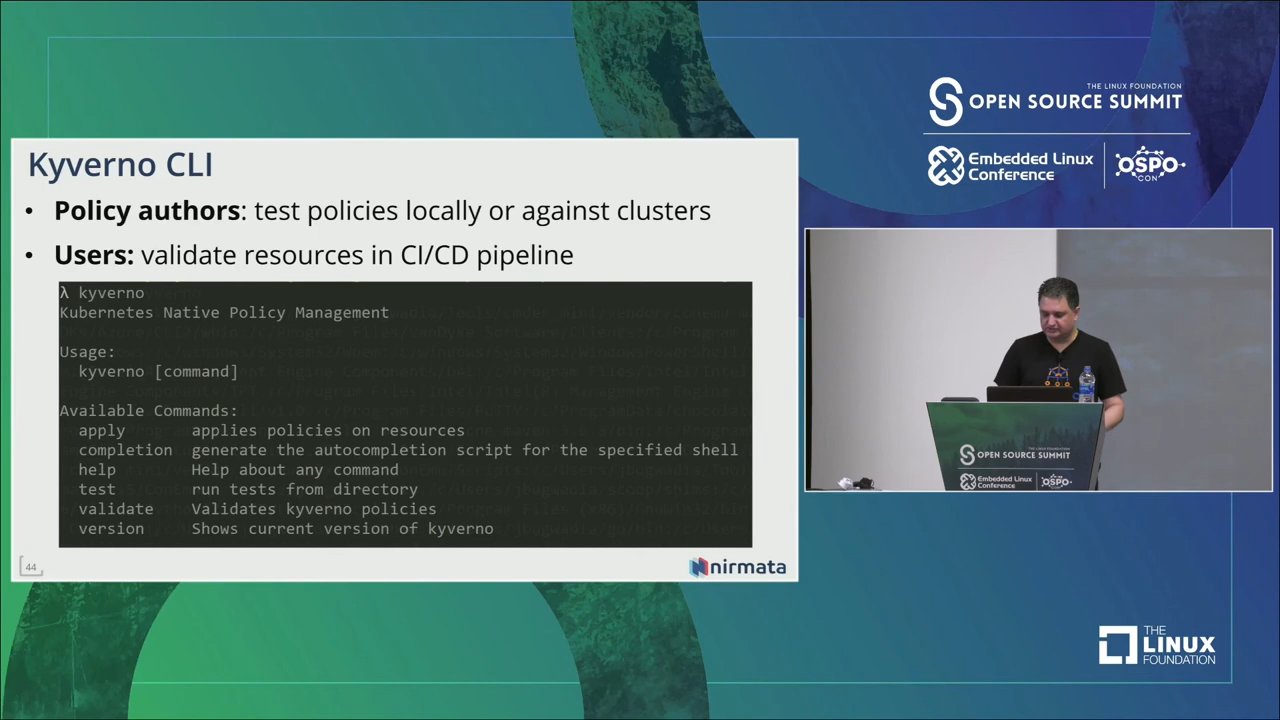 THE LINUX FOUNDATION
OPEN SOURCE SUMMIT
Embedded Linux
Conference
OSPO
CON
Kyverno CLI
• Policy authors: test policies locally or against clusters
• Users: validate resources in CI/CD pipeline
λ kyverno
Kubernetes Native Policy Management
Usage:
kyverno [command]
Available Commands:
apply applies policies on resources
completion generate the autocompletion script for the specified shell
help Help about any command
test run tests from directory
validate Validates kyverno policies
version Shows current version of kyverno
44
nirmata
OPEN SOURCE SUMMIT
Embedded Linux
Conference
OSPO
THE
LINUX
FOUNDATION